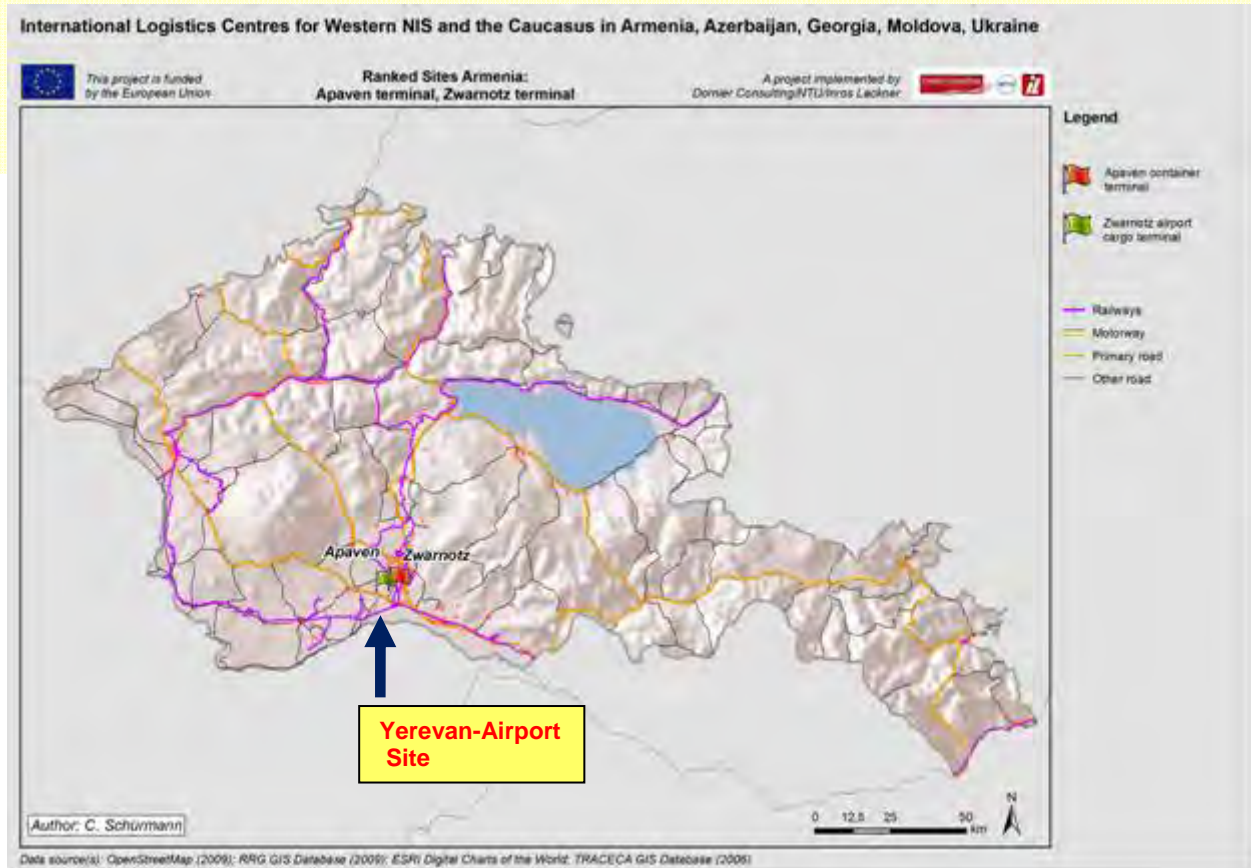 International Logistics Centres for Western NIS and the Caucasus in Armenia, Azerbaijan, Georgia, Moldova, Ukraine
This project is funded
by the European Union
Ranked Sites Armenia:
Apaven terminal, Zwarnotz terminal
A project implemented by
Dornier Consulting/NTU/Inros Lackner
Legend
Apaven container
terminal
Zwarnotz airport
cargo terminal
Railways
Motorway
Primary road
Other road
Apaven
Zwarnotz
Yerevan-Airport
Site
N
0 12,5 25 50
km
Author: C. Schürmann
Data source(s): OpenStreetMap (2009); RRG GIS Database (2009); ESRI Digital Charts of the World; TRACECA GIS Database (2006)